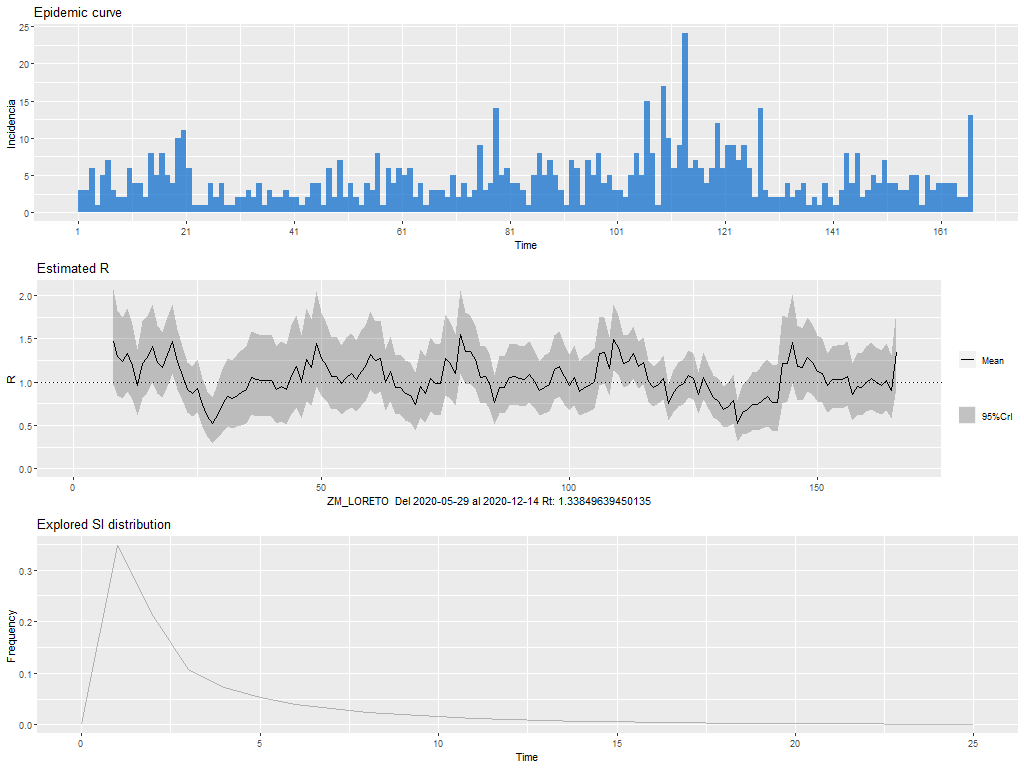 Epidemic curve
25
20
15
10
5
0
Incidencia
1 21 41 61 81 101 121 141 161
Time
Estimated R
2.0
1.5
1.0
0.5
0.0
R
0 50 100 150
ZM_LORETO Del 2020-05-29 al 2020-12-14 Rt: 1.33849639450135
Mean
95%CrI
Explored SI distribution
0.3
0.2
0.1
0.0
Frequency
0 5 10 15 20 25
Time